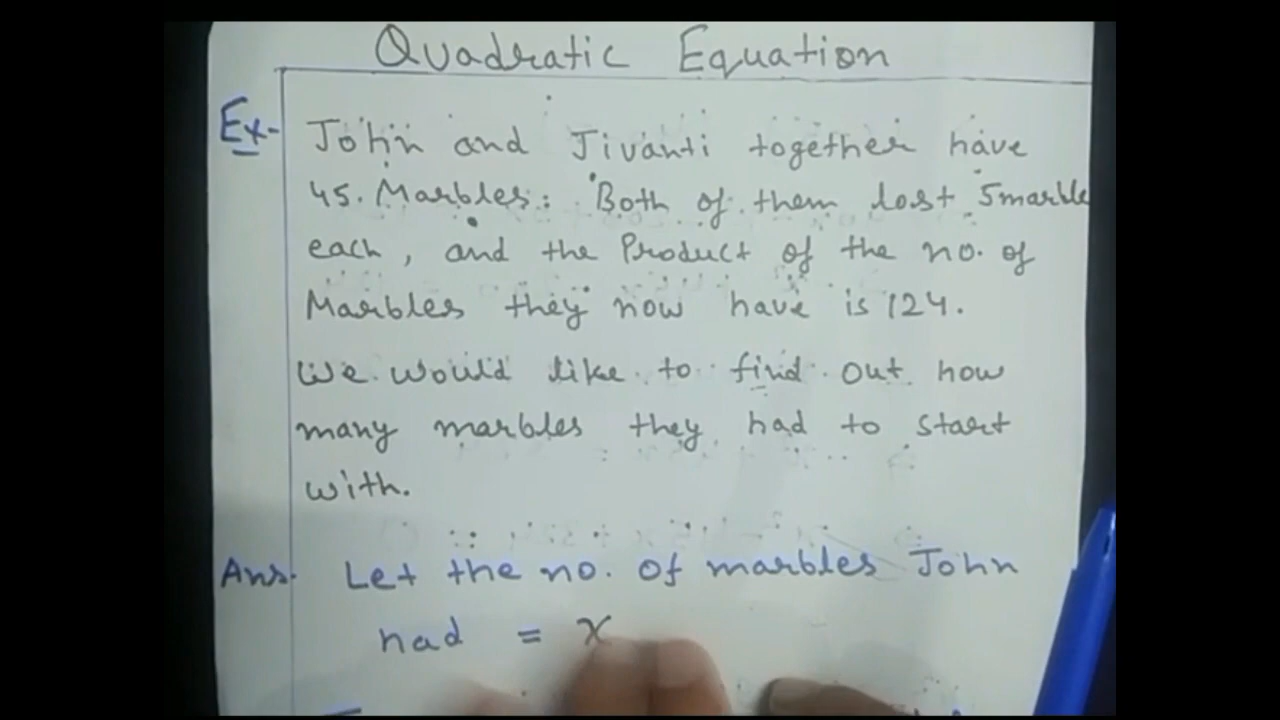 Quadratic Equation
Ex- John and Jivanti together have
45. Marbles. Both of them lost 5 marble
each, and the Product of the no. of
Marbles they now have is 124.
We would like to find out how
many marbles they had to start
with.
Ans. Let the no. of marbles John
had = x